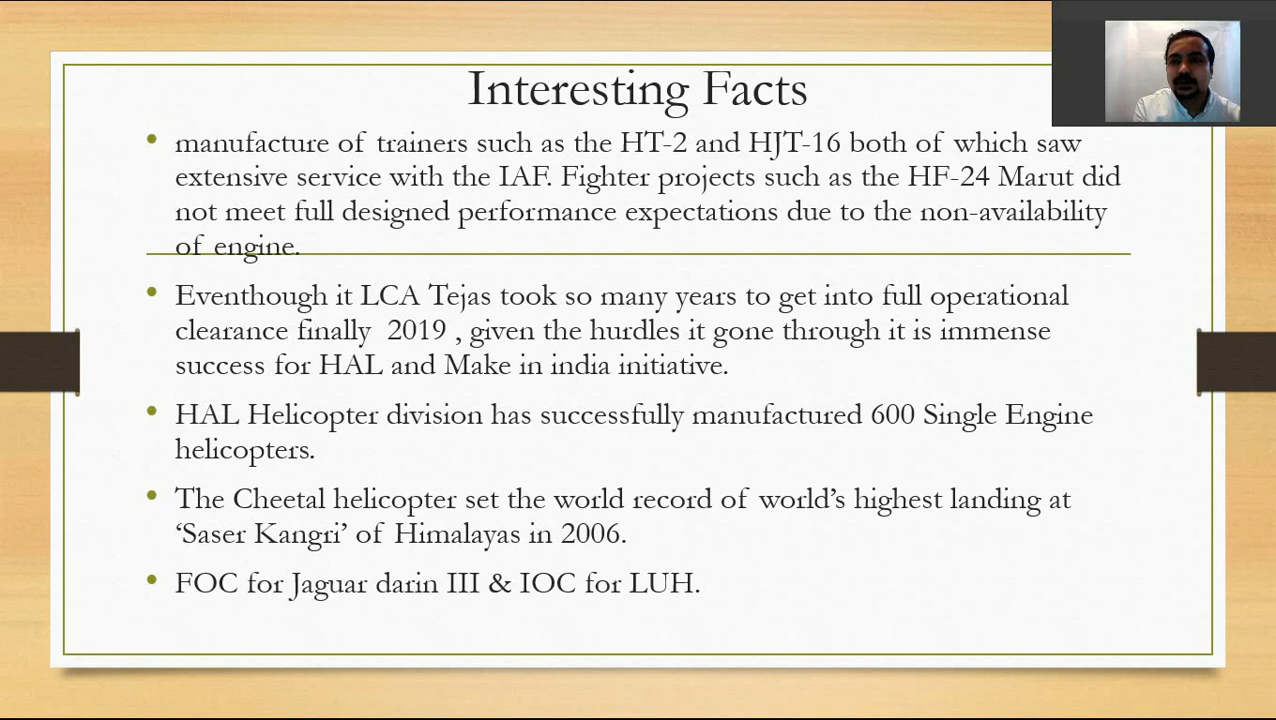 Interesting Facts
• manufacture of trainers such as the HT-2 and HJT-16 both of which saw
extensive service with the IAF. Fighter projects such as the HF-24 Marut did
not meet full designed performance expectations due to the non-availability
of engine.
• Eventhough it LCA Tejas took so many years to get into full operational
clearance finally 2019 , given the hurdles it gone through it is immense
success for HAL and Make in india initiative.
• HAL Helicopter division has successfully manufactured 600 Single Engine
helicopters.
• The Cheetal helicopter set the world record of world’s highest landing at
‘Saser Kangri’ of Himalayas in 2006.
• FOC for Jaguar darin III & IOC for LUH.